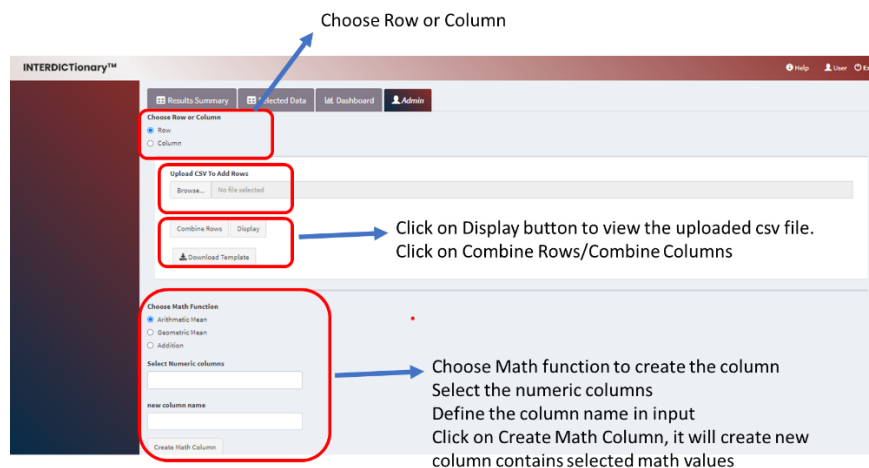 Choose Row or Column
INTERDICTionary™
Help User Ex
Results Summary Selected Data Dashboard Admin
Choose Row or Column
Row
Column
Upload CSV To Add Rows
Browse... No file selected
Combine Rows Display
Download Template
Click on Display button to view the uploaded csv file.
Click on Combine Rows/Combine Columns
Choose Math Function
Arithmetic Mean
Geometric Mean
Addition
Select Numeric columns
new column name
Create Math Column
Choose Math function to create the column
Select the numeric columns
Define the column name in input
Click on Create Math Column, it will create new
column contains selected math values